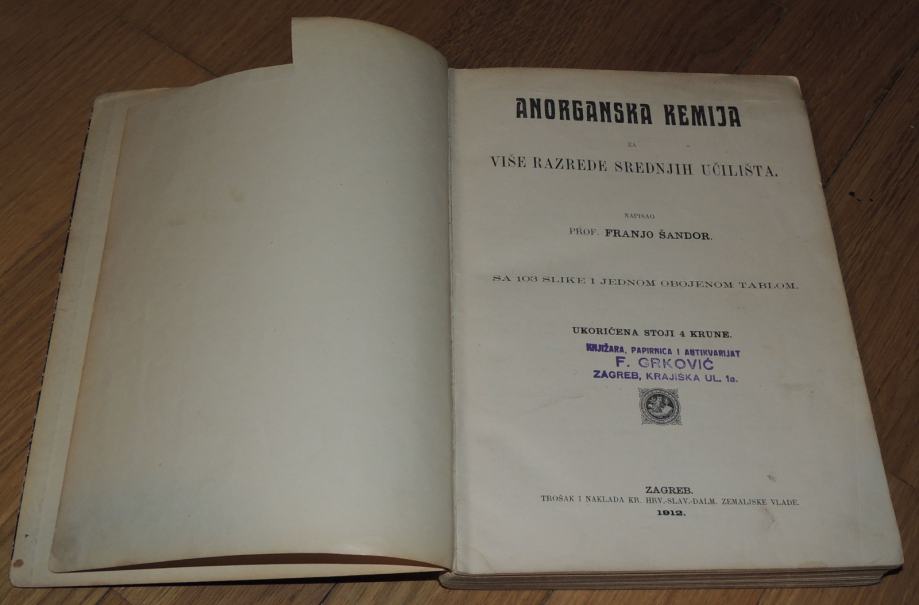 ANORGANSKA KEMIJA
ZA
VIŠE RAZREDE SREDNJIH UČILIŠTA.
NAPISAO
PROF. FRANJO ŠANDOR.
SA 103 SLIKE I JEDNOM OBOJENOM TABLOM.
UKORIČENA STOJI 4 KRUNE.
KNJIŽARA, PAPIRNICA I ANTIKVARIJAT
F. GRKOVIĆ
ZAGREB, KRAJIŠKA UL. 1a.
ZAGREB.
TROŠAK I NAKLADA KR. HRV.-SLAV.-DALM. ZEMALJSKE VLADE.
1912.